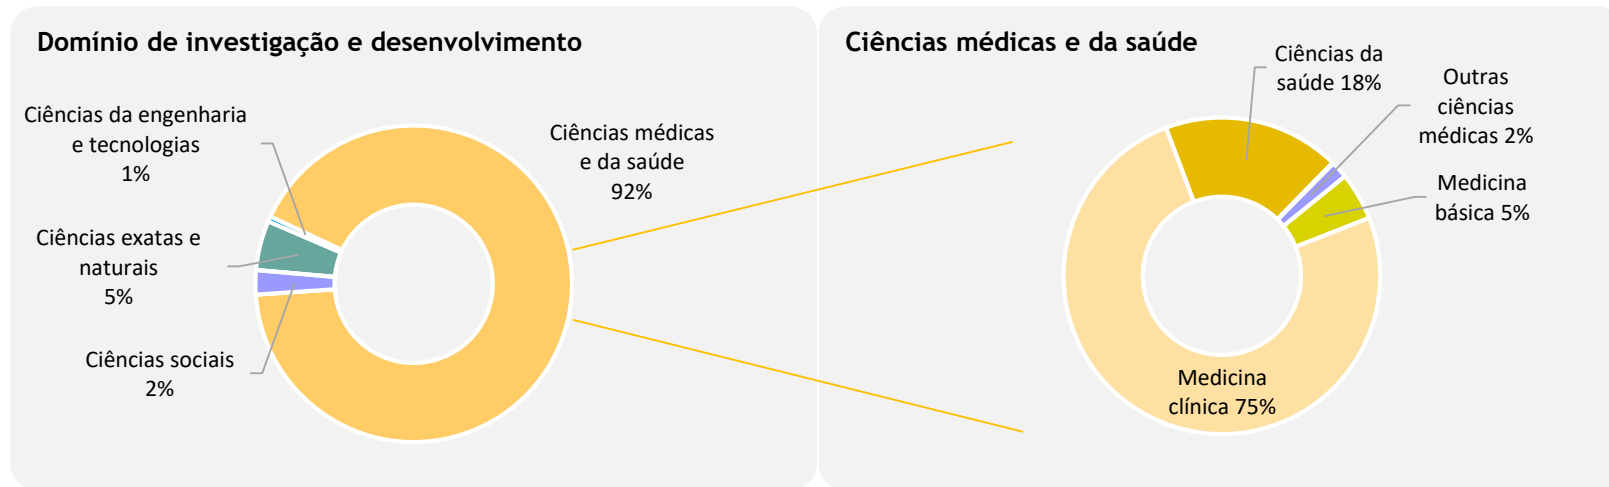 Domínio de investigação e desenvolvimento
Ciências da engenharia
e tecnologias
1%
Ciências médicas
e da saúde
92%
Ciências exatas e
naturais
5%
Ciências sociais
2%
Ciências médicas e da saúde
Ciências da
saúde 18%
Outras
ciências
médicas 2%
Medicina
básica 5%
Medicina
clínica 75%